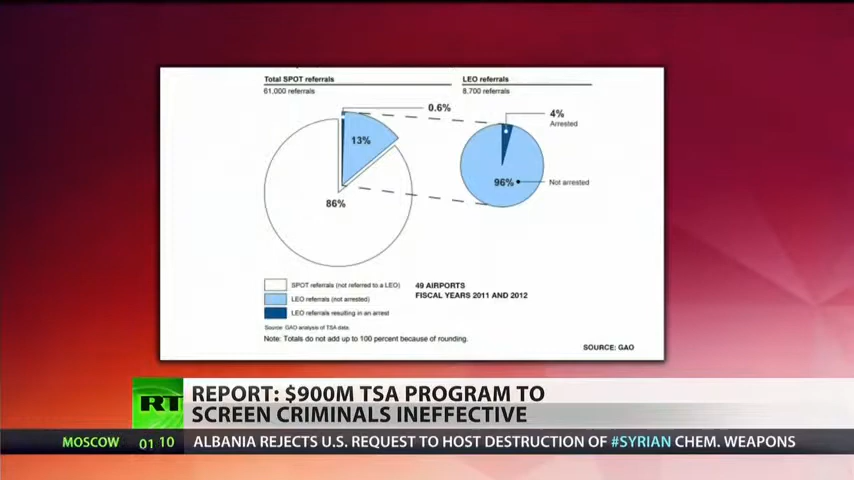 Total SPOT referrals
61,000 referrals
LEO referrals
8,700 referrals
0.6%
13%
86%
4%
Arrested
96%
Not arrested
SPOT referrals (not referred to a LEO)
LEO referrals (not arrested)
LEO referrals resulting in an arrest
49 AIRPORTS
FISCAL YEARS 2011 AND 2012
Source: GAO analysis of TSA data.
Note: Totals do not add up to 100 percent because of rounding.
SOURCE: GAO
RT
REPORT: $900M TSA PROGRAM TO
SCREEN CRIMINALS INEFFECTIVE
MOSCOW 01 10 ALBANIA REJECTS U.S. REQUEST TO HOST DESTRUCTION OF #SYRIAN CHEM. WEAPONS